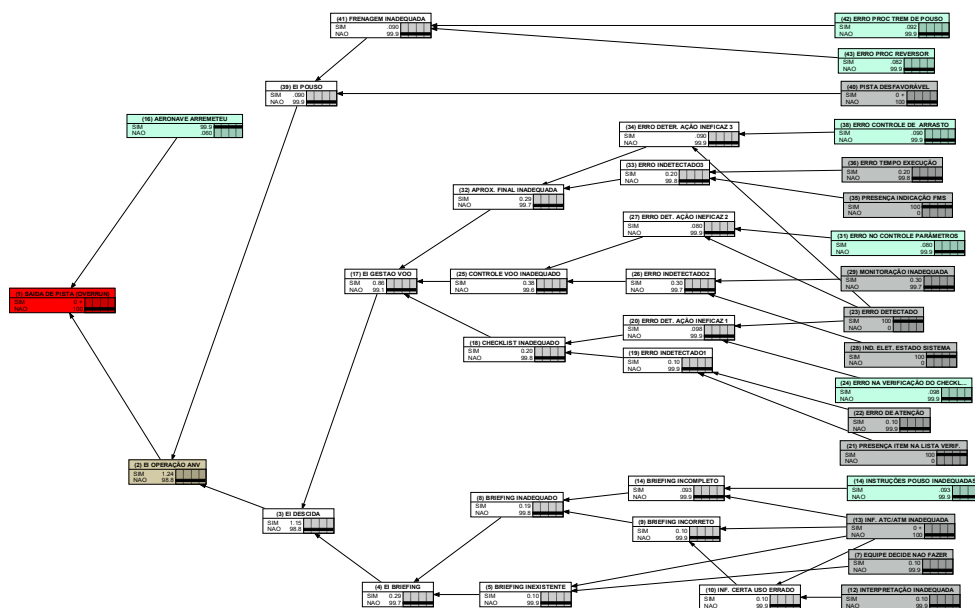 (41) FRENAGEM INADEQUADA
SIM .090
NAO 99.9
(42) ERRO PROC TREM DE POUSO
SIM .092
NAO 99.9
(43) ERRO PROC REVERSOR
SIM .082
NAO 99.9
(39) EI POUSO
SIM .090
NAO 99.9
(40) PISTA DESFAVORÁVEL
SIM 0 +
NAO 100
(16) AERONAVE ARREMETEU
SIM 99.9
NAO .060
(34) ERRO DETER. AÇÃO INEFICAZ 3
SIM .090
NAO 99.9
(38) ERRO CONTROLE DE ARRASTO
SIM .090
NAO 99.9
(33) ERRO INDETECTADO3
SIM 0.20
NAO 99.8
(36) ERRO TEMPO EXECUÇÃO
SIM 0.20
NAO 99.8
(32) APROX. FINAL INADEQUADA
SIM 0.29
NAO 99.7
(35) PRESENÇA INDICAÇÃO FMS
SIM 100
NAO 0
(27) ERRO DET. AÇÃO INEFICAZ 2
SIM .080
NAO 99.9
(31) ERRO NO CONTROLE PARÂMETROS
SIM .080
NAO 99.9
(17) EI GESTAO VOO
SIM 0.86
NAO 99.1
(25) CONTROLE VOO INADEQUADO
SIM 0.38
NAO 99.6
(26) ERRO INDETECTADO2
SIM 0.30
NAO 99.7
(29) MONITORAÇÃO INADEQUADA
SIM 0.30
NAO 99.7
(1) SAIDA DE PISTA (OVERRUN)
SIM 0 +
NAO 100
(23) ERRO DETECTADO
SIM 100
NAO 0
(20) ERRO DET. AÇÃO INEFICAZ 1
SIM .098
NAO 99.9
(18) CHECKLIST INADEQUADO
SIM 0.20
NAO 99.8
(28) IND. ELET. ESTADO SISTEMA
SIM 100
NAO 0
(19) ERRO INDETECTADO1
SIM 0.10
NAO 99.9
(24) ERRO NA VERIFICAÇÃO DO CHECKL...
SIM .098
NAO 99.9
(22) ERRO DE ATENÇÃO
SIM 0.10
NAO 99.9
(21) PRESENÇA ITEM NA LISTA VERIF.
SIM 100
NAO 0
(2) EI OPERAÇÃO ANV
SIM 1.24
NAO 98.8
(14) BRIEFING INCOMPLETO
SIM .093
NAO 99.9
(14) INSTRUÇÕES POUSO INADEQUADAS
SIM .093
NAO 99.9
(8) BRIEFING INADEQUADO
SIM 0.19
NAO 99.8
(3) EI DESCIDA
SIM 1.15
NAO 98.8
(9) BRIEFING INCORRETO
SIM 0.10
NAO 99.9
(13) INF. ATC/ATM INADEQUADA
SIM 0 +
NAO 100
(7) EQUIPE DECIDE NAO FAZER
SIM 0.10
NAO 99.9
(4) EI BRIEFING
SIM 0.29
NAO 99.7
(5) BRIEFING INEXISTENTE
SIM 0.10
NAO 99.9
(10) INF. CERTA USO ERRADO
SIM 0.10
NAO 99.9
(12) INTERPRETAÇÃO INADEQUADA
SIM 0.10
NAO 99.9